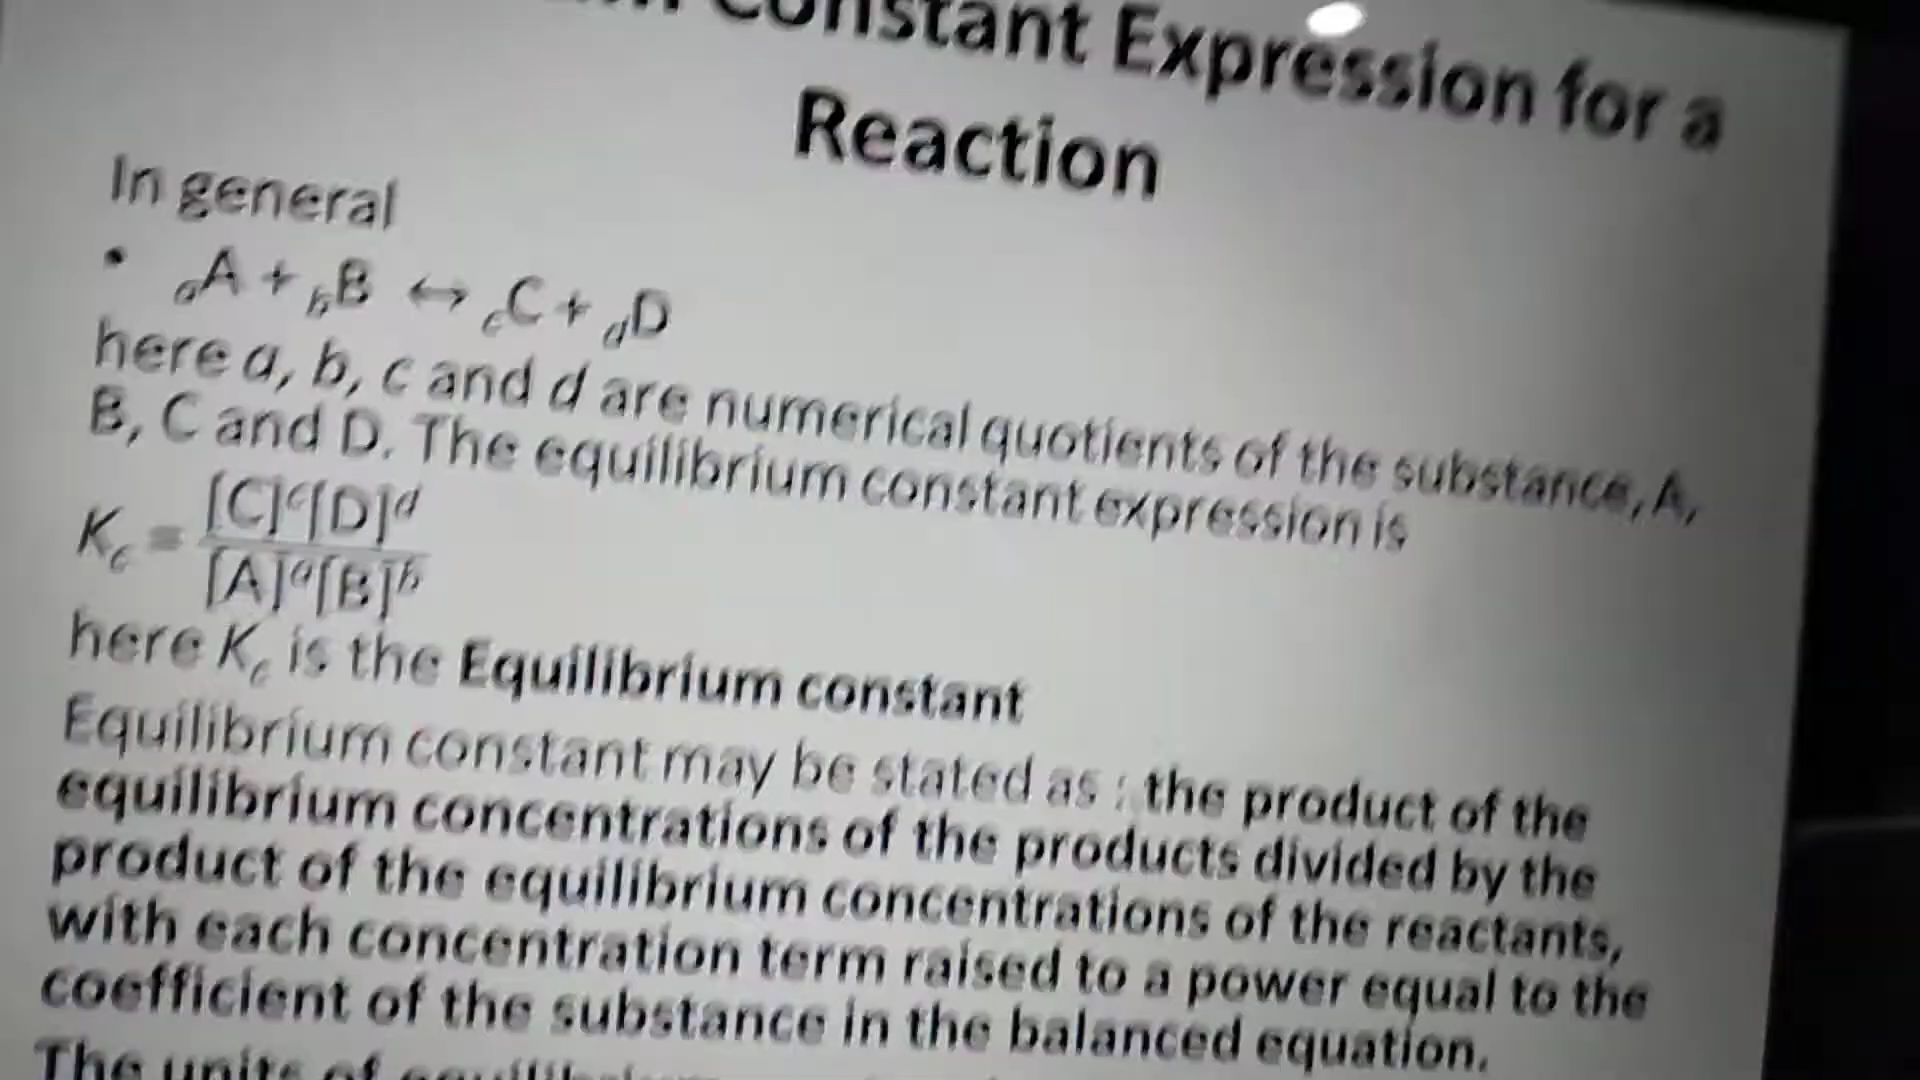 Constant Expression for a
Reaction
In general
• aA + bB ↔ cC + dD
here a, b, c and d are numerical quotients of the substance, A,
B, C and D. The equilibrium constant expression is
Kc = [C]c[D]d
[A]a[B]b
here Kc is the Equilibrium constant
Equilibrium constant may be stated as : the product of the
equilibrium concentrations of the products divided by the
product of the equilibrium concentrations of the reactants,
with each concentration term raised to a power equal to the
coefficient of the substance in the balanced equation.
The units of